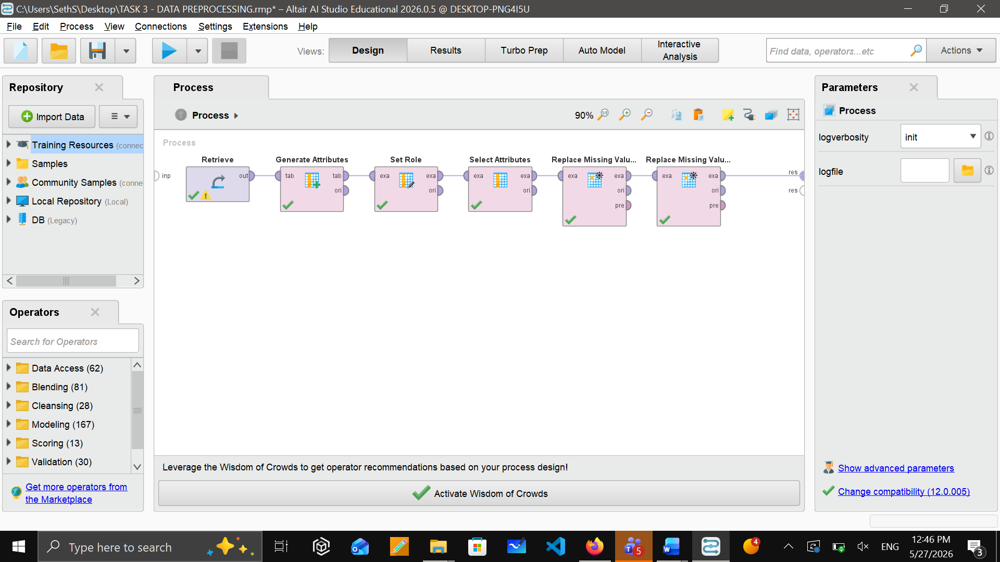 C:\Users\SethS\Desktop\TASK 3 - DATA PREPROCESSING.rmp* – Altair AI Studio Educational 2026.0.5 @ DESKTOP-PNG4I5U
File Edit Process View Connections Settings Extensions Help
Views:
Design
Results
Turbo Prep
Auto Model
Interactive
Analysis
Find data, operators...etc
Actions
Repository
Import Data
Training Resources (connec
Samples
Community Samples (conne
Local Repository (Local)
DB (Legacy)
Operators
Search for Operators
Data Access (62)
Blending (81)
Cleansing (28)
Modeling (167)
Scoring (13)
Validation (30)
Get more operators from
the Marketplace
Process
Process
90%
Process
inp
Retrieve
out
Generate Attributes
tab tab
ori
Set Role
exa exa
ori
Select Attributes
exa exa
ori
Replace Missing Valu...
exa exa
ori
pre
Replace Missing Valu...
exa exa
ori
pre
res
res
Leverage the Wisdom of Crowds to get operator recommendations based on your process design!
Activate Wisdom of Crowds
Parameters
Process
logverbosity
init
logfile
Show advanced parameters
Change compatibility (12.0.005)
Type here to search
5
4
ENG
12:46 PM
5/27/2026
3